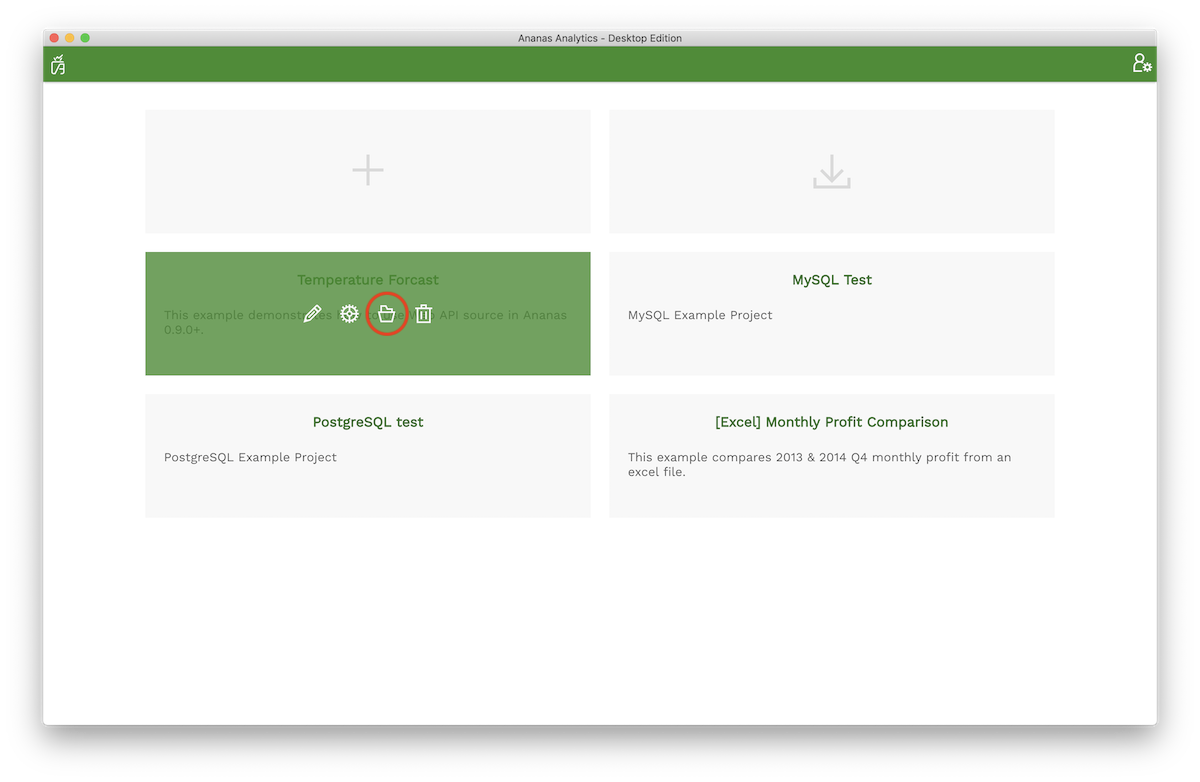 Ananas Analytics - Desktop Edition
Temperature Forcast
This example demonstrates API source in Ananas
0.9.0+.
MySQL Test
MySQL Example Project
PostgreSQL test
PostgreSQL Example Project
[Excel] Monthly Profit Comparison
This example compares 2013 & 2014 Q4 monthly profit from an
excel file.